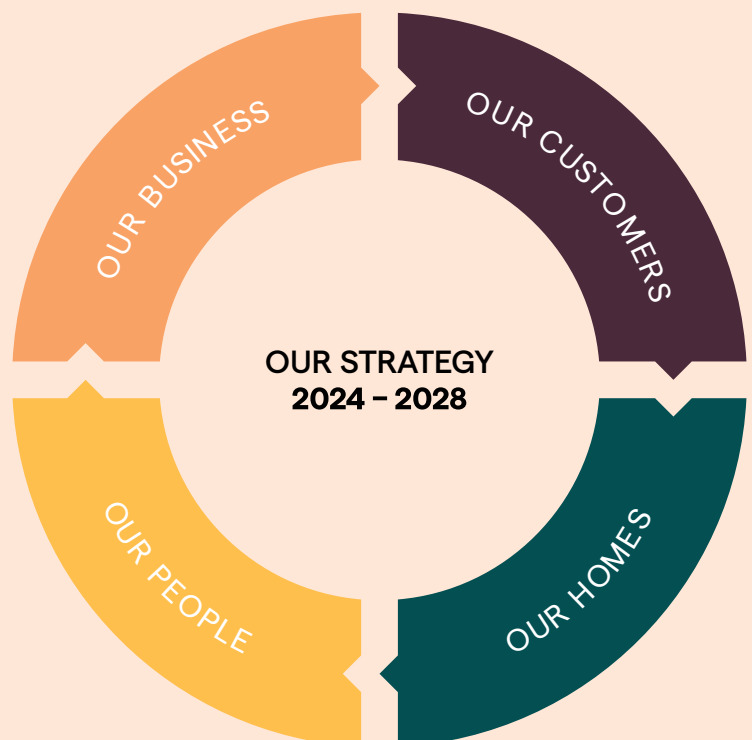 OUR BUSINESS
OUR CUSTOMERS
OUR STRATEGY
2024 – 2028
OUR PEOPLE
OUR HOMES